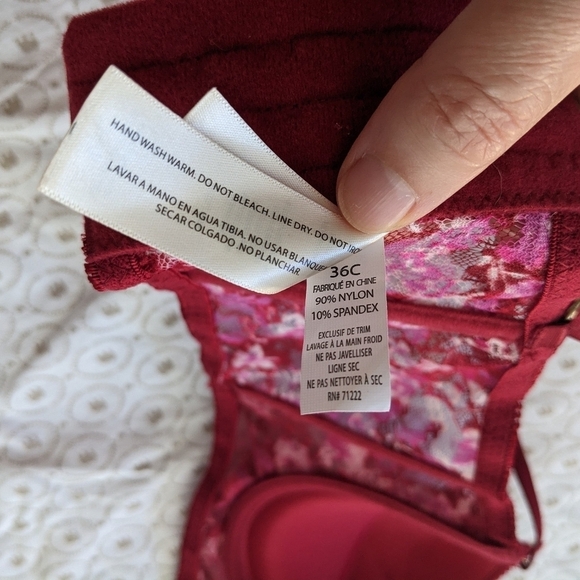 HAND WASH WARM. DO NOT BLEACH. LINE DRY. DO NOT IRO
LAVAR A MANO EN AGUA TIBIA. NO USAR BLANQUE
SECAR COLGADO. NO PLANCHAR
36C
FABRIQUÉ EN CHINE
90% NYLON
10% SPANDEX
EXCLUSIF DE TRIM
LAVAGE À LA MAIN FROID
NE PAS JAVELLISER
LIGNE SEC
NE PAS NETTOYER À SEC
RN# 71222